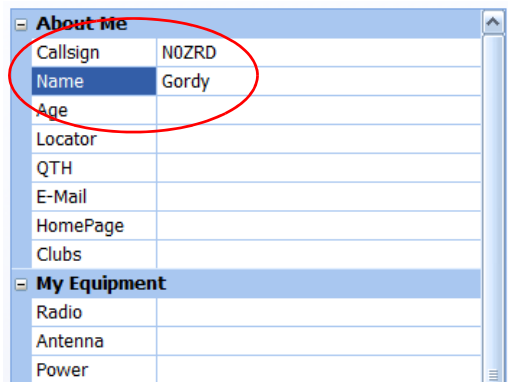 About Me
Callsign N0ZRD
Name Gordy
Age
Locator
QTH
E-Mail
HomePage
Clubs
My Equipment
Radio
Antenna
Power